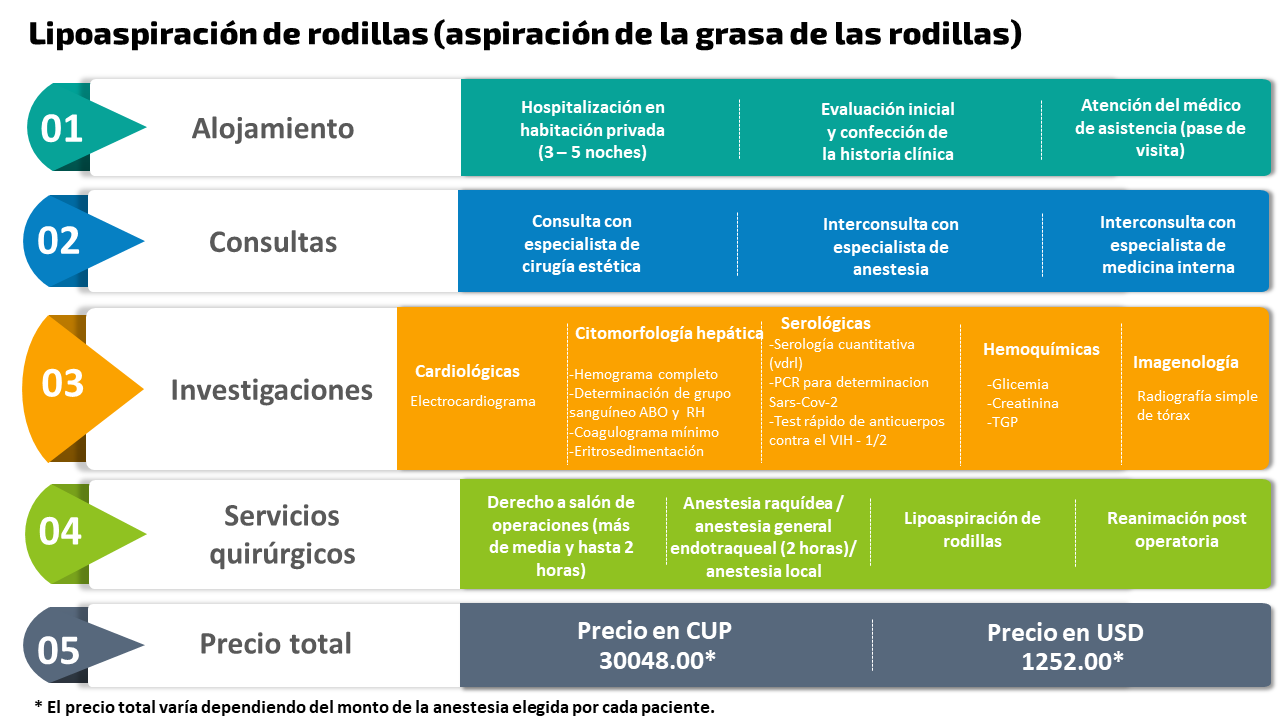 Lipoaspiración de rodillas (aspiración de la grasa de las rodillas)
01
Alojamiento
Hospitalización en
habitación privada
(3 – 5 noches)
Evaluación inicial
y confección de
la historia clínica
Atención del médico
de asistencia (pase de
visita)
02
Consultas
Consulta con
especialista de
cirugía estética
Interconsulta con
especialista de
anestesia
Interconsulta con
especialista de
medicina interna
03
Investigaciones
Cardiológicas
Electrocardiograma
Citomorfología hepática
-Hemograma completo
-Determinación de grupo
sanguíneo ABO y RH
-Coagulograma mínimo
-Eritrosedimentación
Serológicas
-Serología cuantitativa
(vdrl)
-PCR para determinacion
Sars-Cov-2
-Test rápido de anticuerpos
contra el VIH - 1/2
Hemoquímicas
-Glicemia
-Creatinina
-TGP
Imagenología
Radiografía simple
de tórax
04
Servicios
quirúrgicos
Derecho a salón de
operaciones (más
de media y hasta 2
horas)
Anestesia raquídea /
anestesia general
endotraqueal (2 horas)/
anestesia local
Lipoaspiración de
rodillas
Reanimación post
operatoria
05
Precio total
Precio en CUP
30048.00*
Precio en USD
1252.00*
* El precio total varía dependiendo del monto de la anestesia elegida por cada paciente.